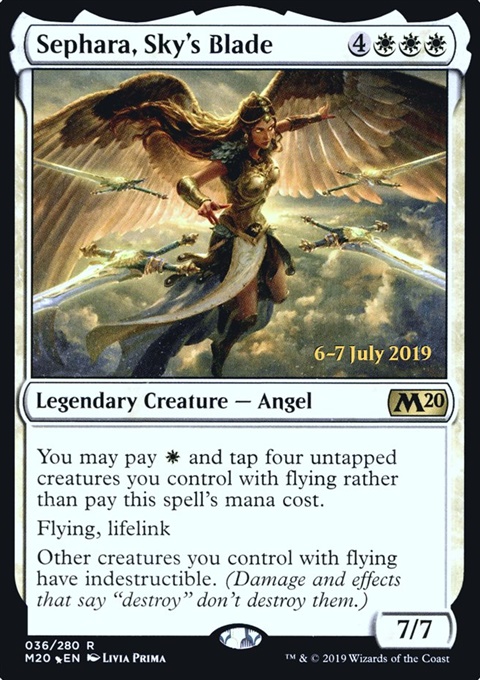 Sephara, Sky's Blade 4
6-7 July 2019
Legendary Creature — Angel M20
You may pay and tap four untapped
creatures you control with flying rather
than pay this spell's mana cost.
Flying, lifelink
Other creatures you control with flying
have indestructible. (Damage and effects
that say “destroy” don't destroy them.)
7/7
036/280 R
M20 EN LIVIA PRIMA ™ & © 2019 Wizards of the Coast